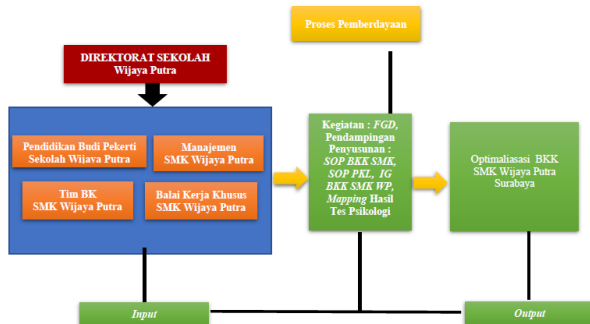 Proses Pemberdayaan
DIREKTORAT SEKOLAH
Wijaya Putra
Pendidikan Budi Pekerti
Sekolah Wijaya Putra
Manajemen
SMK Wijaya Putra
Tim BK
SMK Wijaya Putra
Balai Kerja Khusus
SMK Wijaya Putra
Kegiatan : FGD,
Pendampingan
Penyusunan :
SOP BKK SMK,
SOP PKL, IG
BKK SMK WP,
Mapping Hasil
Tes Psikologi
Optimaliasasi BKK
SMK Wijaya Putra
Surabaya
Input
Output